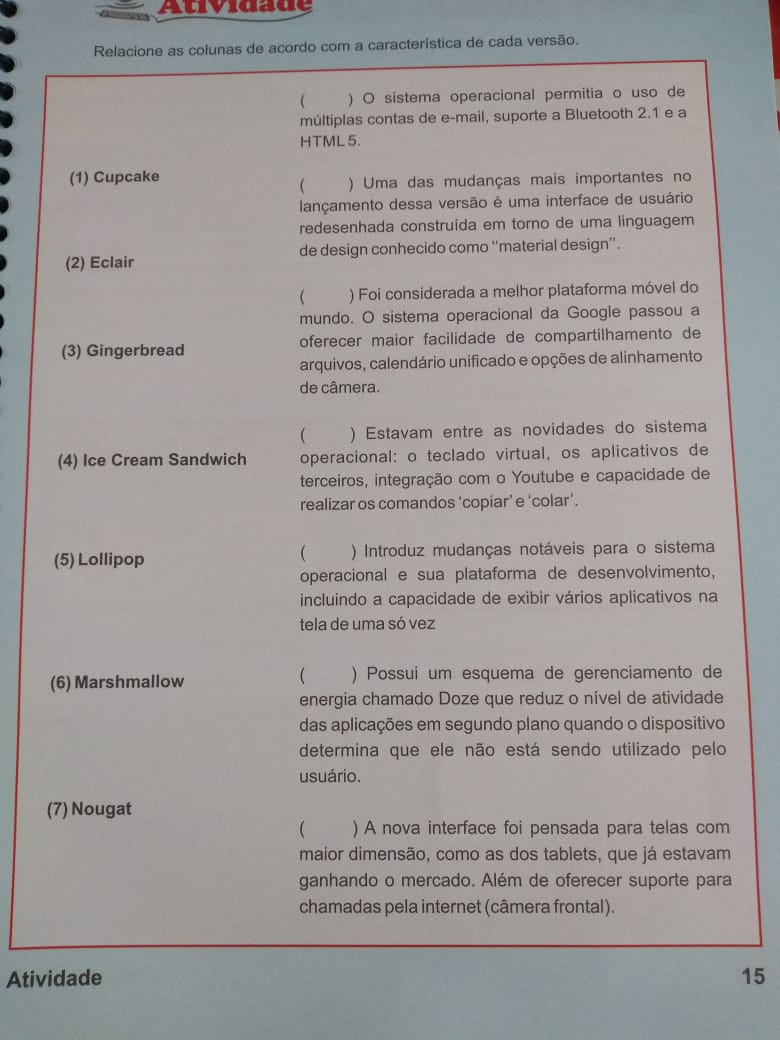 Atividade
Relacione as colunas de acordo com a característica de cada versão.
(1) Cupcake
(2) Eclair
(3) Gingerbread
(4) Ice Cream Sandwich
(5) Lollipop
(6) Marshmallow
(7) Nougat
( ) O sistema operacional permitia o uso de
múltiplas contas de e-mail, suporte a Bluetooth 2.1 e a
HTML 5.
( ) Uma das mudanças mais importantes no
lançamento dessa versão é uma interface de usuário
redesenhada construída em torno de uma linguagem
de design conhecido como “material design”.
( ) Foi considerada a melhor plataforma móvel do
mundo. O sistema operacional da Google passou a
oferecer maior facilidade de compartilhamento de
arquivos, calendário unificado e opções de alinhamento
de câmera.
( ) Estavam entre as novidades do sistema
operacional: o teclado virtual, os aplicativos de
terceiros, integração com o Youtube e capacidade de
realizar os comandos ‘copiar’ e ‘colar’.
( ) Introduz mudanças notáveis para o sistema
operacional e sua plataforma de desenvolvimento,
incluindo a capacidade de exibir vários aplicativos na
tela de uma só vez
( ) Possui um esquema de gerenciamento de
energia chamado Doze que reduz o nível de atividade
das aplicações em segundo plano quando o dispositivo
determina que ele não está sendo utilizado pelo
usuário.
( ) A nova interface foi pensada para telas com
maior dimensão, como as dos tablets, que já estavam
ganhando o mercado. Além de oferecer suporte para
chamadas pela internet (câmera frontal).
Atividade
15